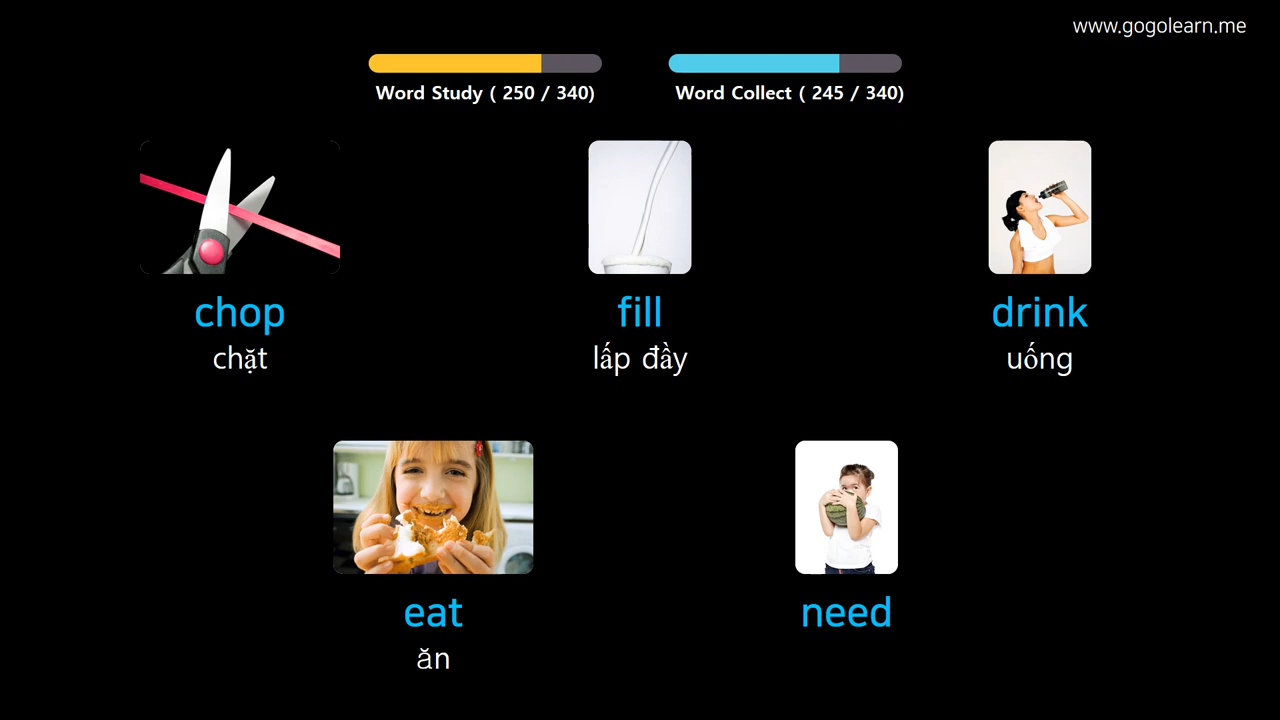 www.gogolearn.me
Word Study ( 250 / 340)
Word Collect ( 245 / 340)
chop
chặt
fill
lấp đầy
drink
uống
eat
ăn
need